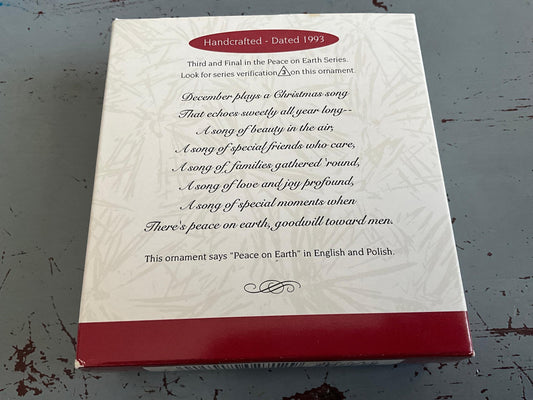 Handcrafted - Dated 1993
Third and Final in the Peace on Earth Series.
Look for series verification 3 on this ornament.
December plays a Christmas song
That echoes sweetly all year long--
A song of beauty in the air,
A song of special friends who care,
A song of families gathered 'round,
A song of love and joy profound,
A song of special moments when
There's peace on earth, goodwill toward men.
This ornament says "Peace on Earth" in English and Polish.